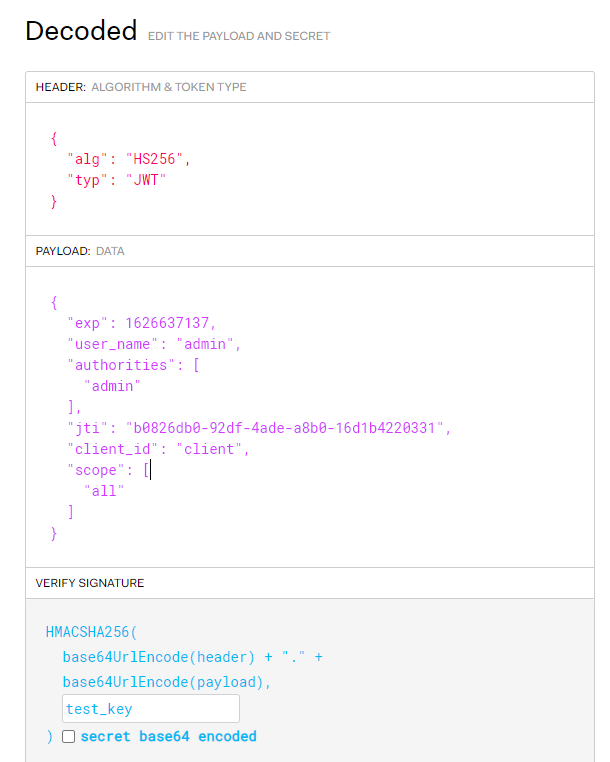 Decoded EDIT THE PAYLOAD AND SECRET
HEADER: ALGORITHM & TOKEN TYPE
{
  "alg": "HS256",
  "typ": "JWT"
}
PAYLOAD: DATA
{
  "exp": 1626637137,
  "user_name": "admin",
  "authorities": [
    "admin"
  ],
  "jti": "b0826db0-92df-4ade-a8b0-16d1b4220331",
  "client_id": "client",
  "scope": [
    "all"
  ]
}
VERIFY SIGNATURE
HMACSHA256(
  base64UrlEncode(header) + "." +
  base64UrlEncode(payload),
  test_key
) secret base64 encoded